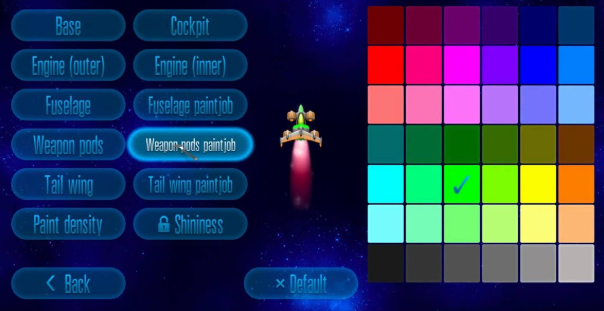 Base
Cockpit
Engine (outer)
Engine (inner)
Fuselage
Fuselage paintjob
Weapon pods
Weapon pods paintjob
Tail wing
Tail wing paintjob
Paint density
Shininess
Back
Default